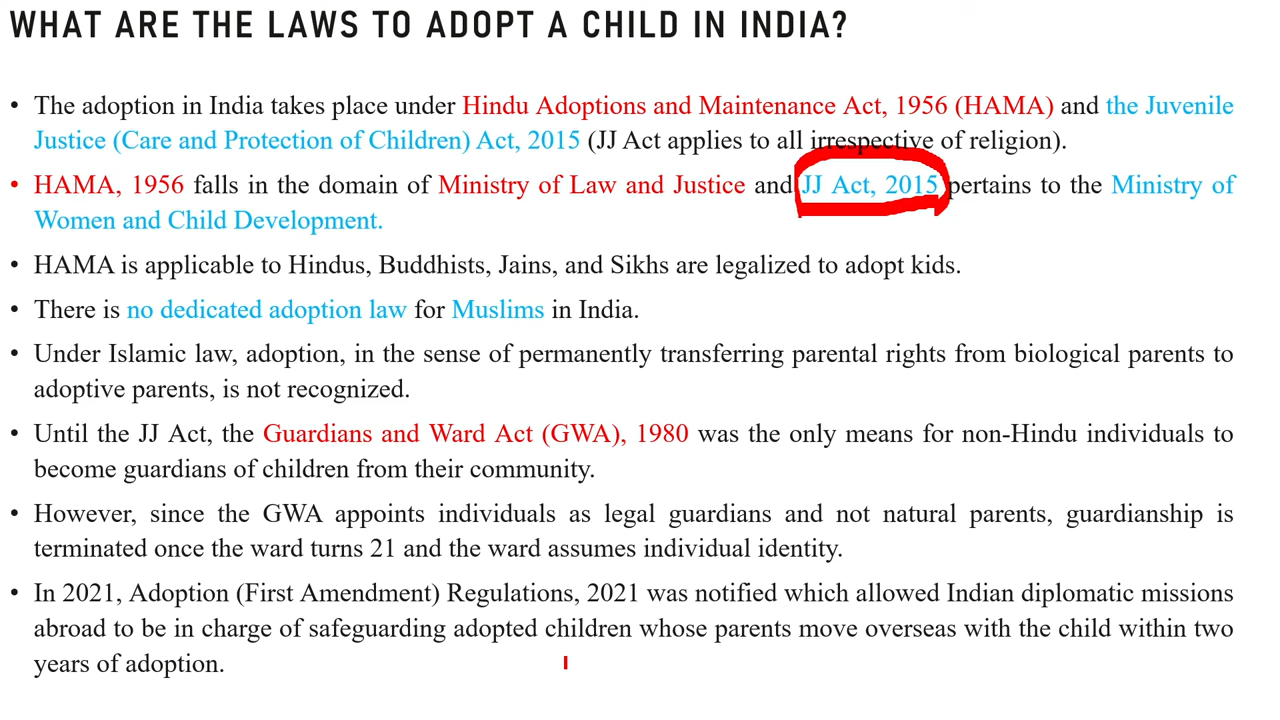 WHAT ARE THE LAWS TO ADOPT A CHILD IN INDIA?
• The adoption in India takes place under Hindu Adoptions and Maintenance Act, 1956 (HAMA) and the Juvenile
Justice (Care and Protection of Children) Act, 2015 (JJ Act applies to all irrespective of religion).
• HAMA, 1956 falls in the domain of Ministry of Law and Justice and JJ Act, 2015 pertains to the Ministry of
Women and Child Development.
• HAMA is applicable to Hindus, Buddhists, Jains, and Sikhs are legalized to adopt kids.
• There is no dedicated adoption law for Muslims in India.
• Under Islamic law, adoption, in the sense of permanently transferring parental rights from biological parents to
adoptive parents, is not recognized.
• Until the JJ Act, the Guardians and Ward Act (GWA), 1980 was the only means for non-Hindu individuals to
become guardians of children from their community.
• However, since the GWA appoints individuals as legal guardians and not natural parents, guardianship is
terminated once the ward turns 21 and the ward assumes individual identity.
• In 2021, Adoption (First Amendment) Regulations, 2021 was notified which allowed Indian diplomatic missions
abroad to be in charge of safeguarding adopted children whose parents move overseas with the child within two
years of adoption.